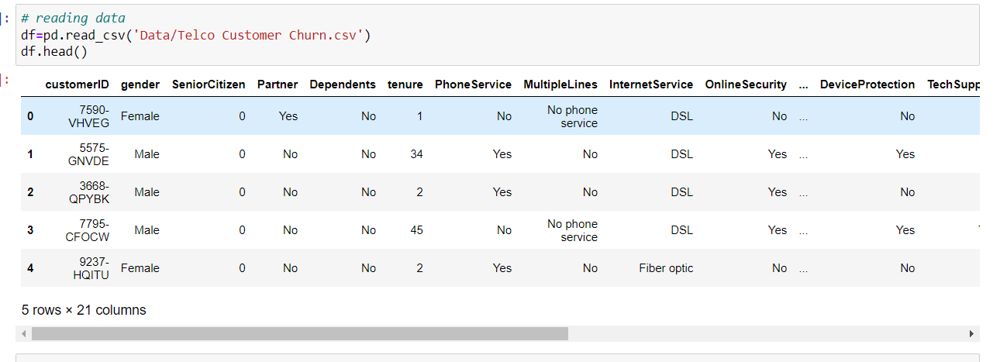 ]:
# reading data
df=pd.read_csv('Data/Telco Customer Churn.csv')
df.head()
]:
customerID gender SeniorCitizen Partner Dependents tenure PhoneService MultipleLines InternetService OnlineSecurity ... DeviceProtection TechSupp
0 7590-VHVEG Female 0 Yes No 1 No No phone service DSL No ... No
1 5575-GNVDE Male 0 No No 34 Yes No DSL Yes ... Yes
2 3668-QPYBK Male 0 No No 2 Yes No DSL Yes ... No
3 7795-CFOCW Male 0 No No 45 No No phone service DSL Yes ... Yes
4 9237-HQITU Female 0 No No 2 Yes No Fiber optic No ... No
5 rows × 21 columns